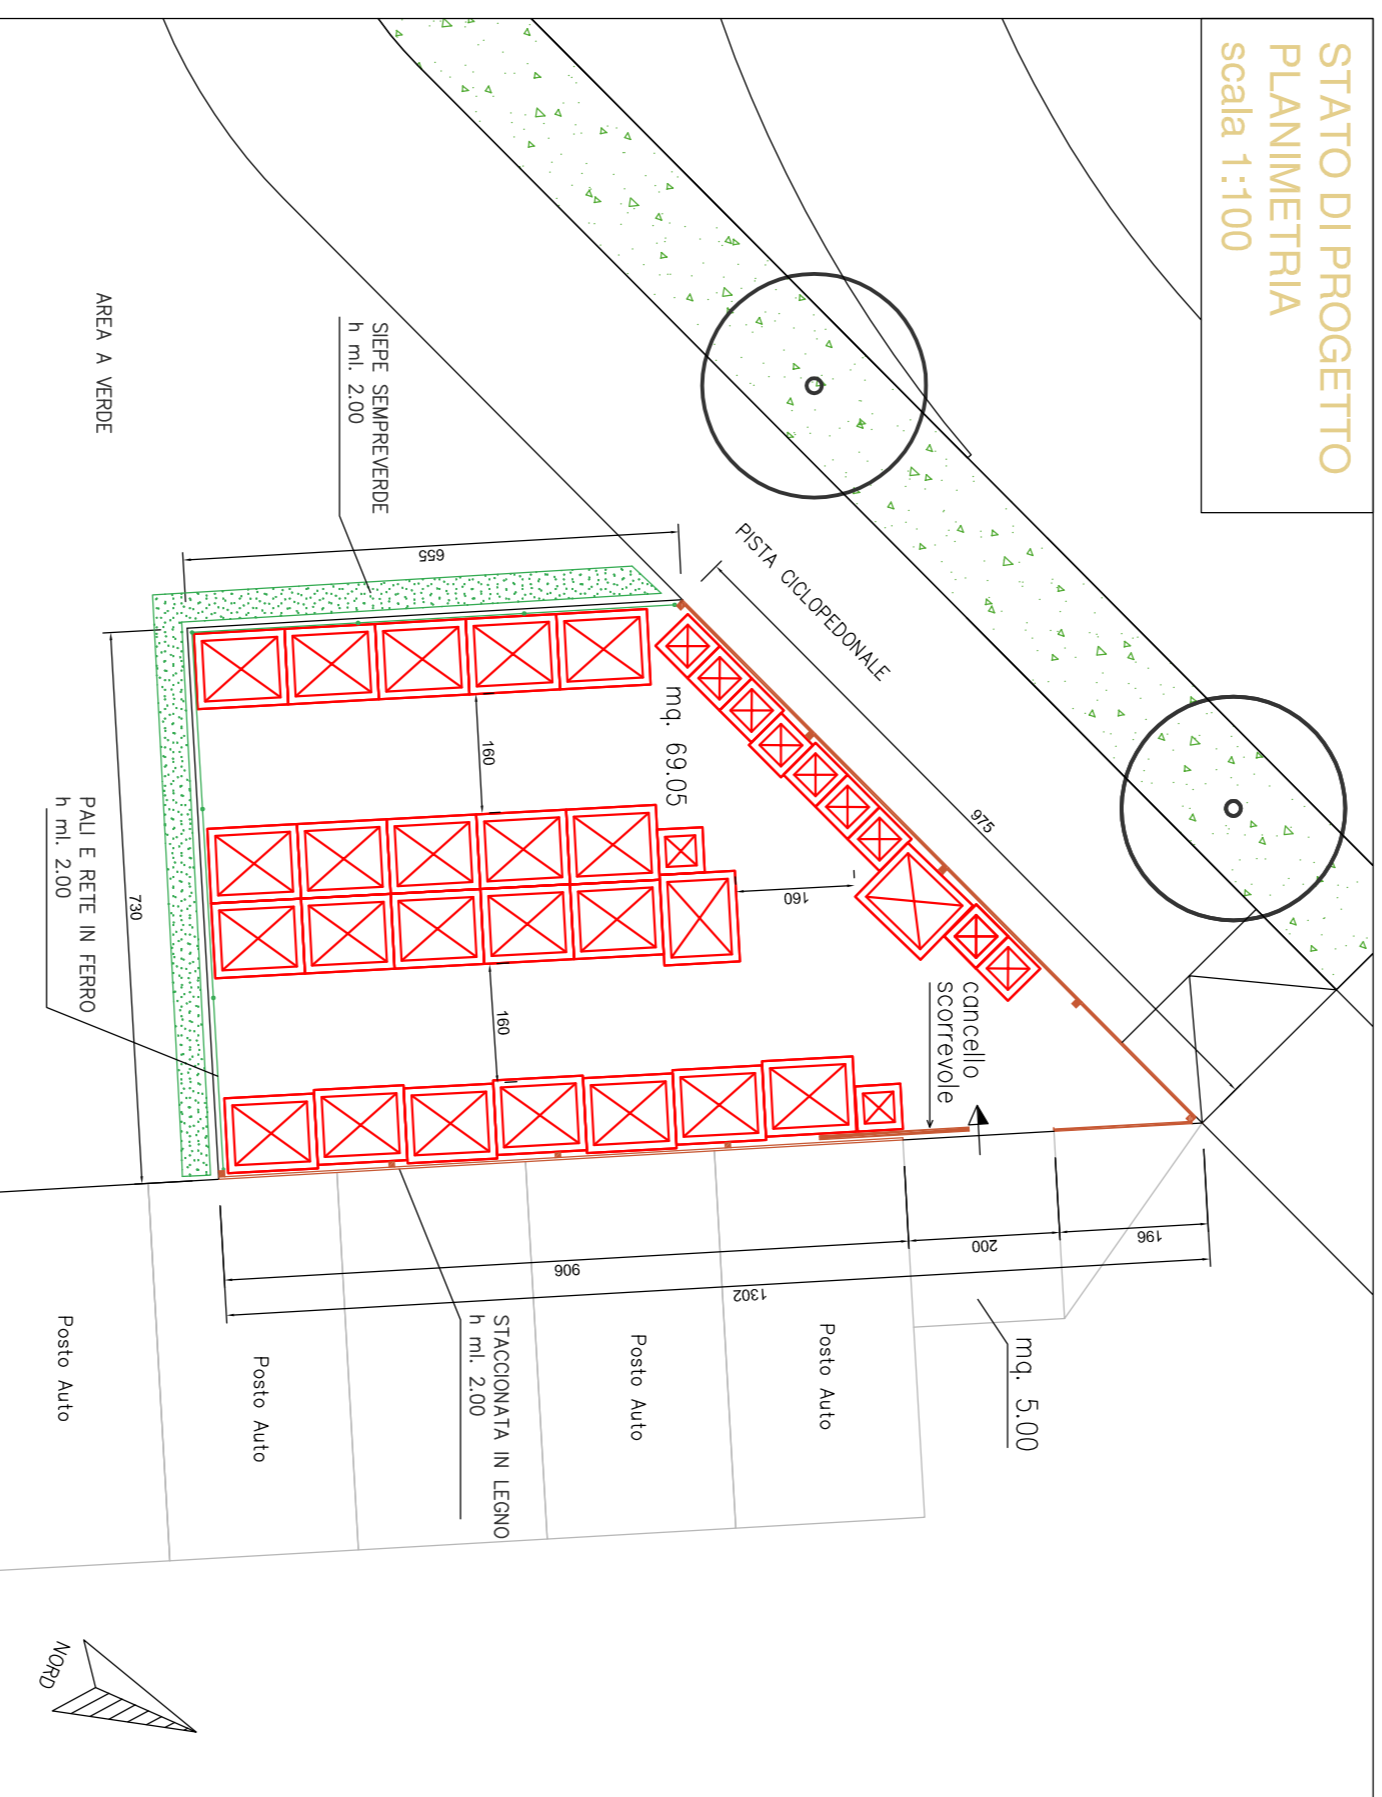 STATO DI PROGETTO
PLANIMETRIA
scala 1:100
PISTA CICLOPEDONALE
975
SIEPE SEMPREVERDE
h ml. 2.00
AREA A VERDE
655
mq. 69.05
160
160
160
cancello
scorrevole
PALI E RETE IN FERRO
h ml. 2.00
730
196
200
906
1302
mq. 5.00
STACCIONATA IN LEGNO
h ml. 2.00
Posto Auto
Posto Auto
Posto Auto
Posto Auto
NORD